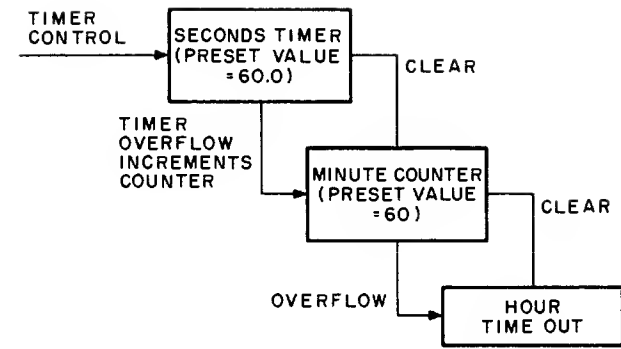 TIMER
CONTROL
SECONDS TIMER
(PRESET VALUE
=60.0)
CLEAR
TIMER
OVERFLOW
INCREMENTS
COUNTER
MINUTE COUNTER
(PRESET VALUE
=60)
CLEAR
OVERFLOW
HOUR
TIME OUT